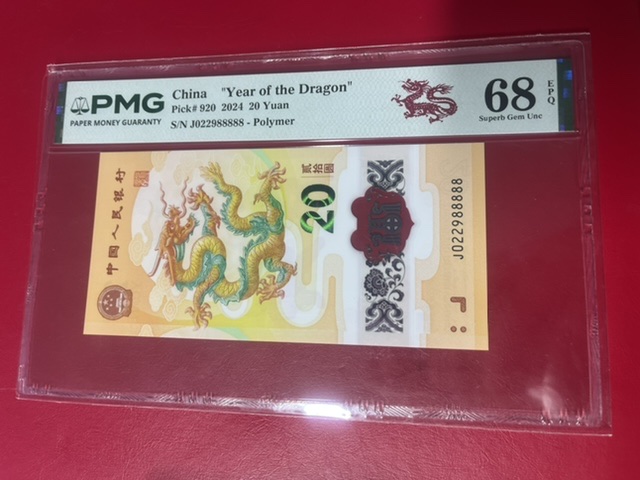 PMG
PAPER MONEY GUARANTY
China "Year of the Dragon"
Pick# 920 2024 20 Yuan
S/N J022988888 - Polymer
68
EPQ
Superb Gem Unc
中国人民银行
贰拾圆
20
J022988888